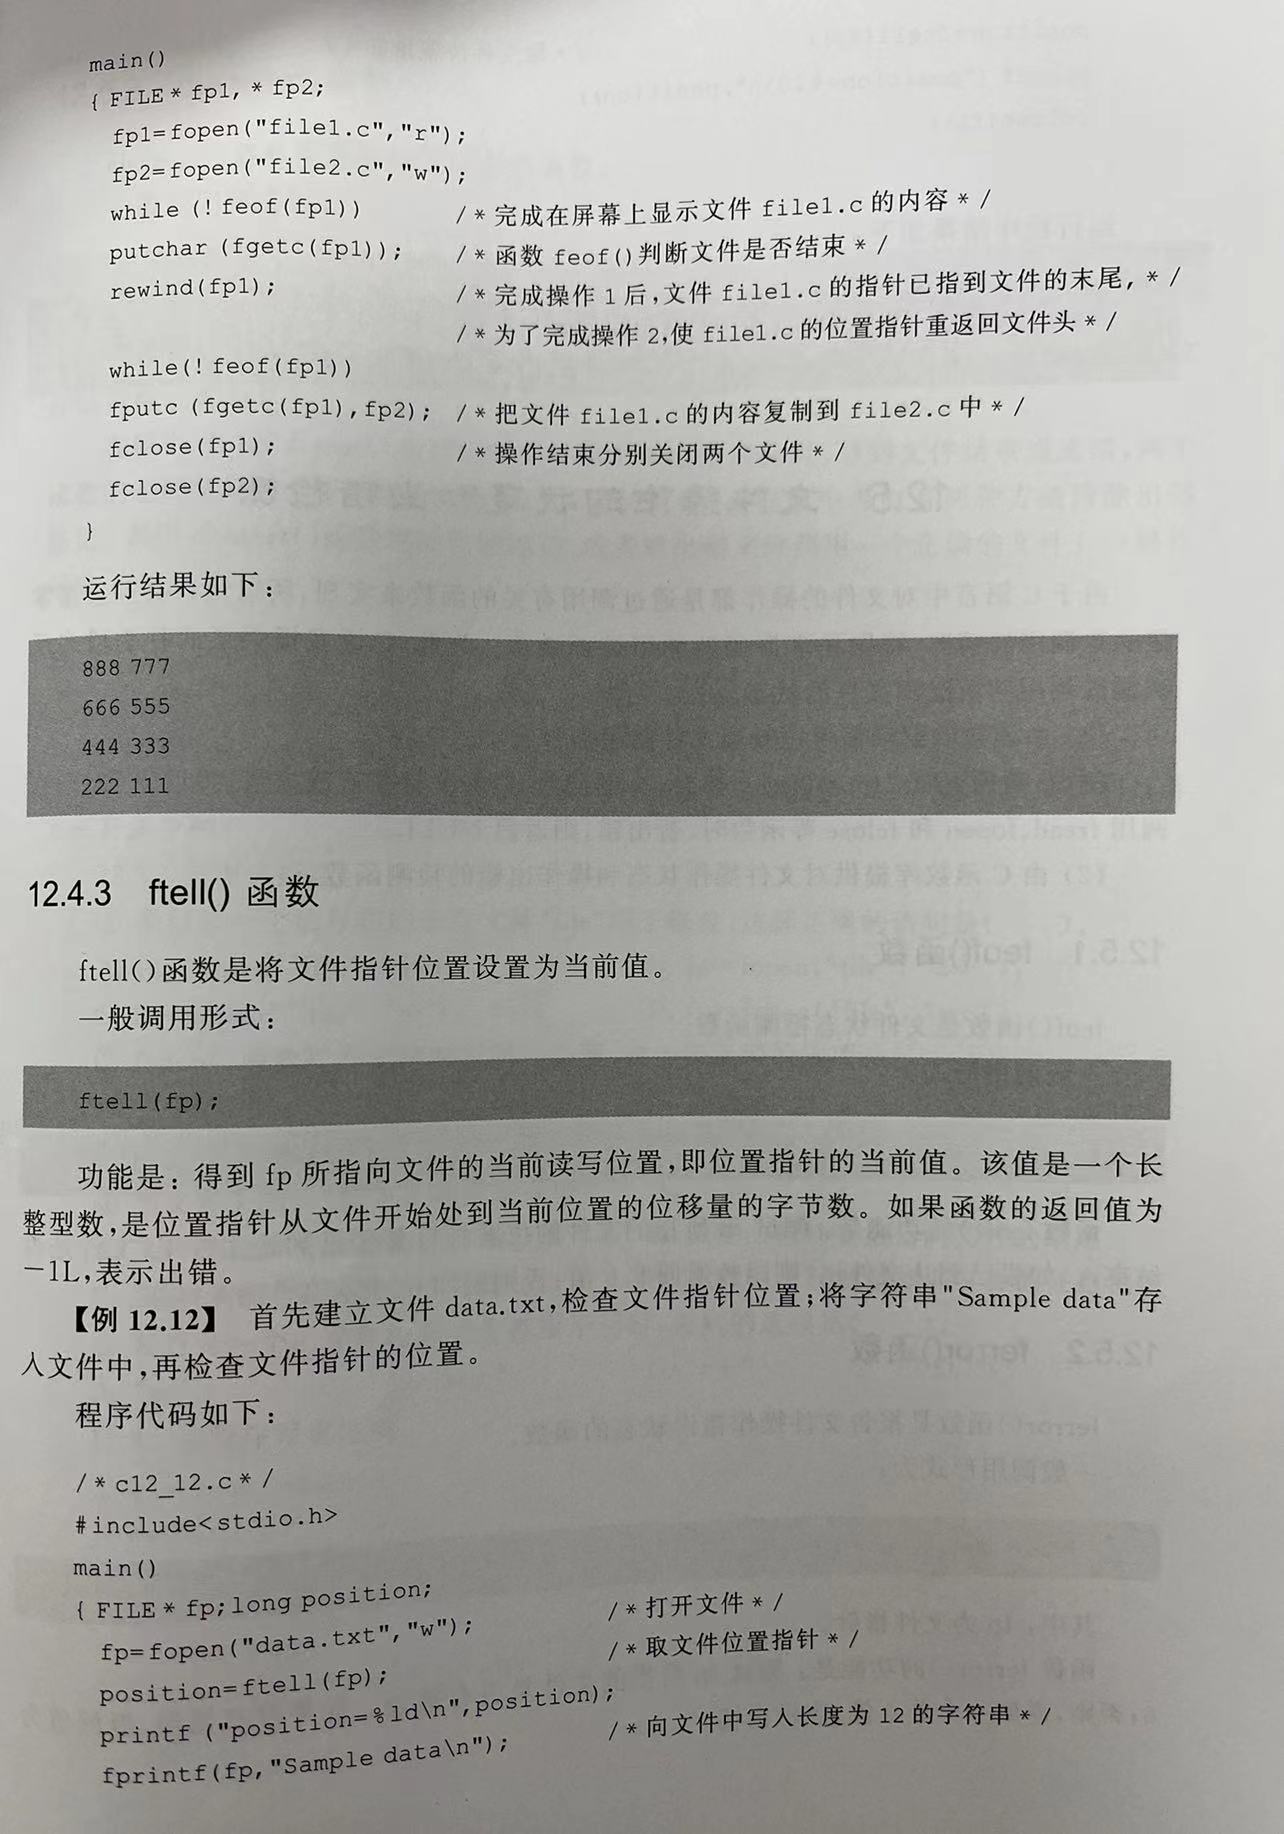 main()
{ FILE * fp1, * fp2;
fp1=fopen("file1.c","r");
fp2=fopen("file2.c","w");
while (! feof(fp1)) /*完成在屏幕上显示文件 file1.c 的内容*/
putchar (fgetc(fp1)); /*函数 feof()判断文件是否结束*/
rewind(fp1); /*完成操作 1 后,文件 file1.c 的指针已指到文件的末尾,*/
/*为了完成操作 2,使 file1.c 的位置指针重返回文件头*/
while(! feof(fp1))
fputc (fgetc(fp1),fp2); /*把文件 file1.c 的内容复制到 file2.c 中*/
fclose(fp1); /*操作结束分别关闭两个文件*/
fclose(fp2);
}
运行结果如下:
888 777
666 555
444 333
222 111
12.4.3 ftell() 函数
ftell()函数是将文件指针位置设置为当前值。
一般调用形式:
ftell(fp);
功能是: 得到 fp 所指向文件的当前读写位置,即位置指针的当前值。该值是一个长
整型数,是位置指针从文件开始处到当前位置的位移量的字节数。如果函数的返回值为
-1L,表示出错。
【例 12.12】 首先建立文件 data.txt,检查文件指针位置;将字符串"Sample data"存
入文件中,再检查文件指针的位置。
程序代码如下:
/*c12_12.c*/
#include<stdio.h>
main()
{ FILE * fp;long position;
fp=fopen("data.txt","w"); /*打开文件*/
position=ftell(fp); /*取文件位置指针*/
printf ("position=%ld\n",position);
fprintf(fp,"Sample data\n"); /*向文件中写入长度为 12 的字符串*/